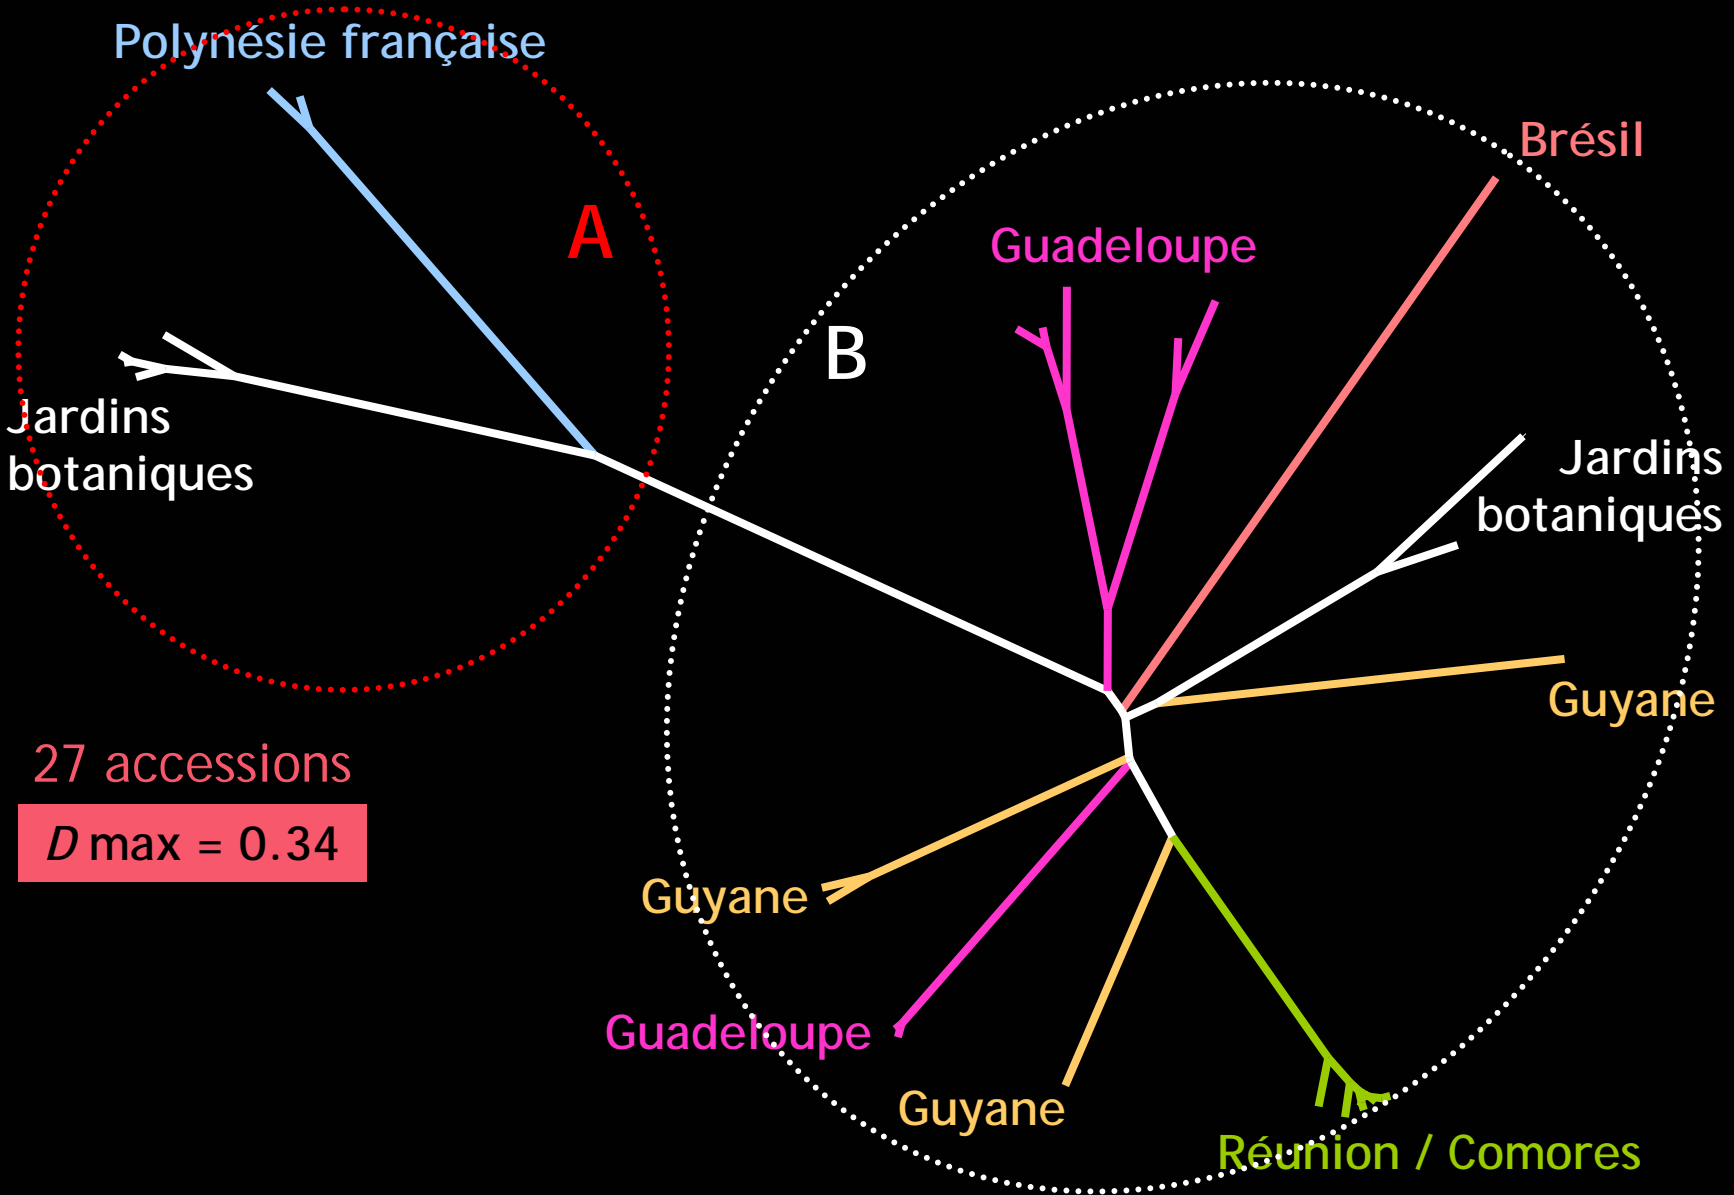 Polynésie française
A
Jardins
botaniques
27 accessions
D max = 0.34
B
Brésil
Guadeloupe
Jardins
botaniques
Guyane
Guyane
Guadeloupe
Guyane
Réunion / Comores